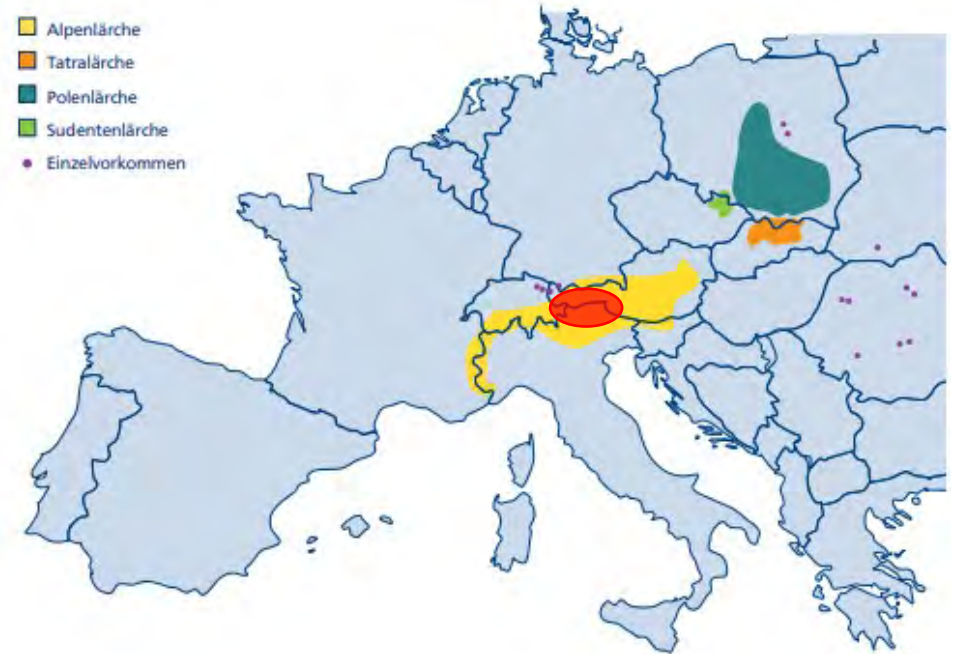 Alpenlärche
Tatralärche
Polenlärche
Sudentenlärche
Einzelvorkommen